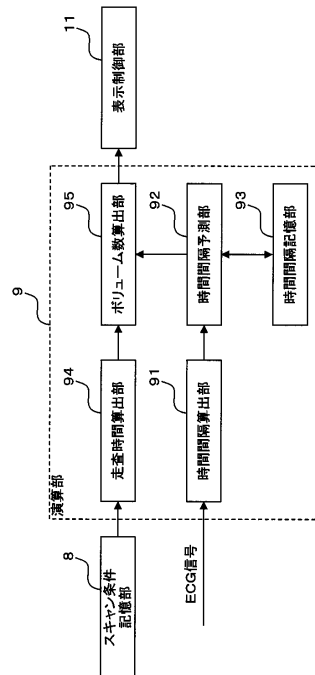 9
演算部
8
スキャン条件
記憶部
94
走査時間算出部
95
ボリューム数算出部
11
表示制御部
ECG信号
91
時間間隔算出部
92
時間間隔予測部
93
時間間隔記憶部